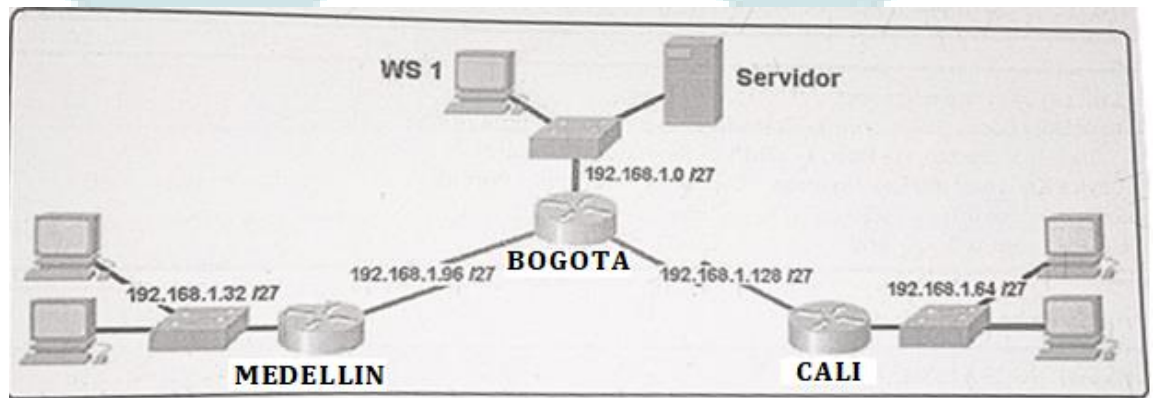 WS 1
Servidor
192.168.1.0 /27
BOGOTA
192.168.1.96 /27
192.168.1.128 /27
192.168.1.32 /27
192.168.1.64 /27
MEDELLIN
CALI